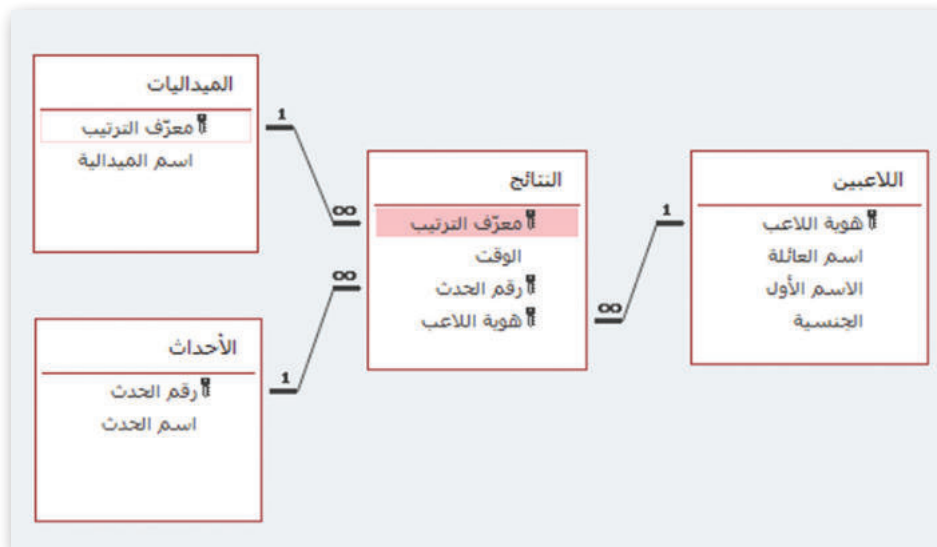 الميداليات
معرّف الترتيب
اسم الميدالية
1
∞
النتائج
معرّف الترتيب
الوقت
رقم الحدث
هوية اللاعب
∞
∞
1
اللاعبين
هوية اللاعب
اسم العائلة
الاسم الأول
الجنسية
الأحداث
رقم الحدث
اسم الحدث
1